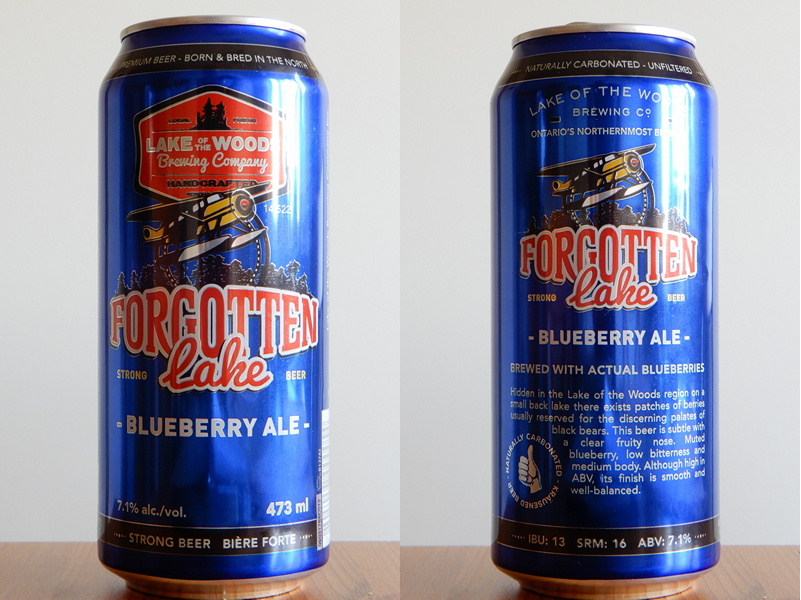 PREMIUM BEER - BORN & BRED IN THE NORTH
LAKE OF THE WOODS
Brewing Company
HANDCRAFTED
14:522
FORGOTTEN
Lake
STRONG BEER
- BLUEBERRY ALE -
7.1% alc./vol. 473 ml
STRONG BEER BIÈRE FORTE
NATURALLY CARBONATED - UNFILTERED
LAKE OF THE
BREWING Cº
ONTARIO'S NORTHERNMOST
FORGOTTEN
Lake
STRONG BEER
- BLUEBERRY ALE -
BREWED WITH ACTUAL BLUEBERRIES
Hidden in the Lake of the Woods region on a
small back lake there exists patches of berries
usually reserved for the discerning palates of
black bears. This beer is subtle with
a clear fruity nose. Muted
blueberry, low bitterness and
medium body. Although high in
ABV, its finish is smooth and
well-balanced.
NATURALLY CARBONATED - KRÄUSENED BEER -
IBU: 13 SRM: 16 ABV: 7.1%